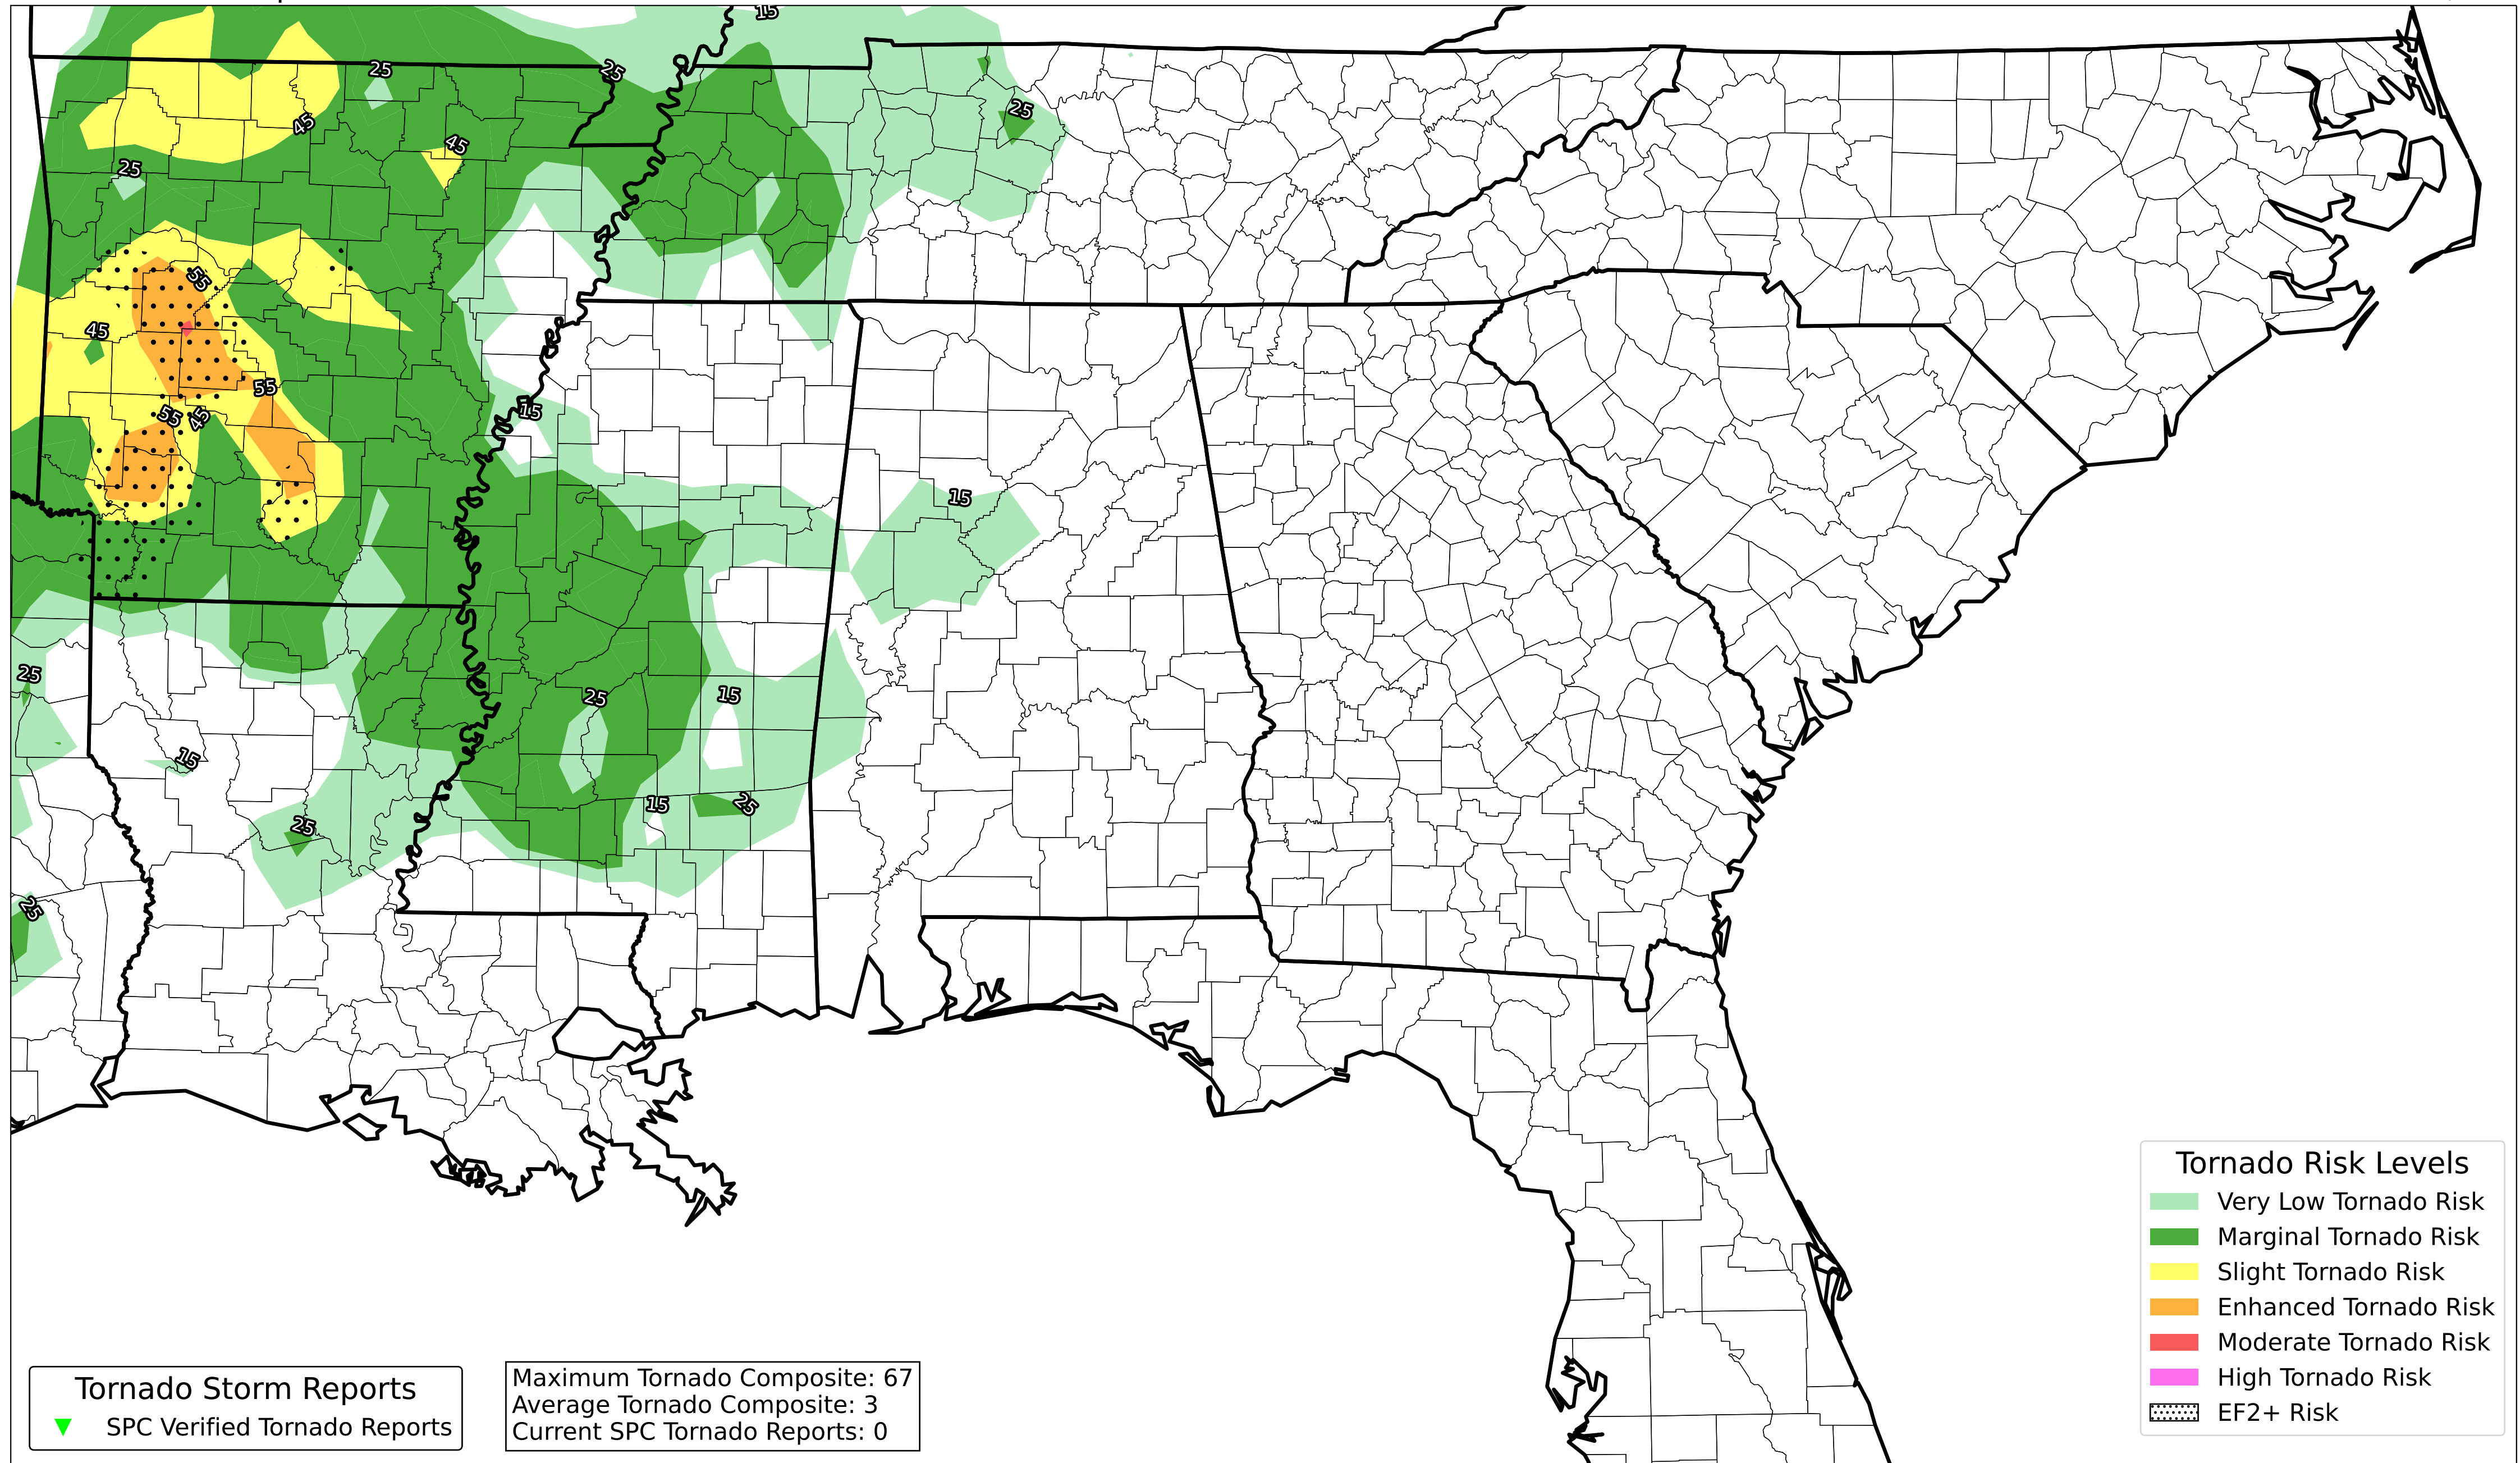 15
25
25
45
25
45
25
55
45
55
15
55
45
15
25
25
15
15
15
25
25
25
Tornado Risk Levels
Very Low Tornado Risk
Marginal Tornado Risk
Slight Tornado Risk
Enhanced Tornado Risk
Moderate Tornado Risk
High Tornado Risk
EF2+ Risk
Tornado Storm Reports
SPC Verified Tornado Reports
Maximum Tornado Composite: 67
Average Tornado Composite: 3
Current SPC Tornado Reports: 0